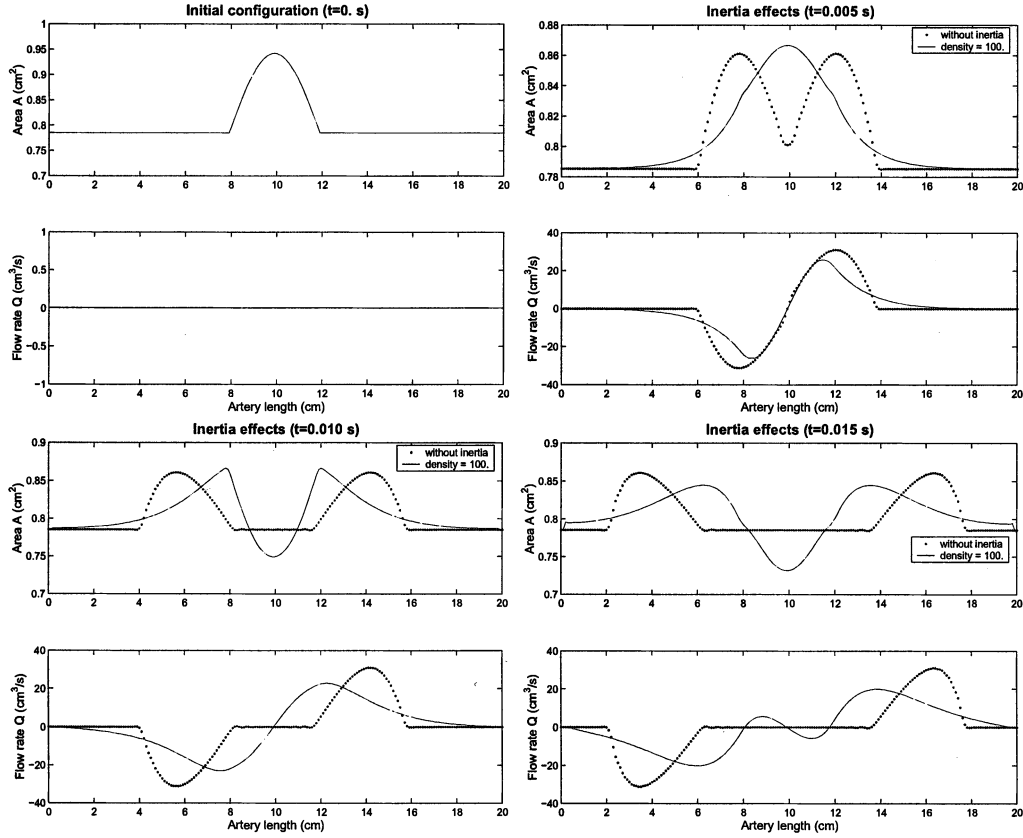 Initial configuration (t=0. s)
Area A (cm²)
1
0.95
0.9
0.85
0.8
0.75
0.7
0 2 4 6 8 10 12 14 16 18 20
Flow rate Q (cm³/s)
1
0.5
0
−0.5
−1
0 2 4 6 8 10 12 14 16 18 20
Artery length (cm)
Inertia effects (t=0.005 s)
without inertia
density = 100.
Area A (cm²)
0.88
0.86
0.84
0.82
0.8
0.78
0 2 4 6 8 10 12 14 16 18 20
Flow rate Q (cm³/s)
40
20
0
−20
−40
0 2 4 6 8 10 12 14 16 18 20
Artery length (cm)
Inertia effects (t=0.010 s)
without inertia
density = 100.
Area A (cm²)
0.9
0.85
0.8
0.75
0.7
0 2 4 6 8 10 12 14 16 18 20
Flow rate Q (cm³/s)
40
20
0
−20
−40
0 2 4 6 8 10 12 14 16 18 20
Artery length (cm)
Inertia effects (t=0.015 s)
Area A (cm²)
0.9
0.85
0.8
0.75
0.7
without inertia
density = 100.
0 2 4 6 8 10 12 14 16 18 20
Flow rate Q (cm³/s)
40
20
0
−20
−40
0 2 4 6 8 10 12 14 16 18 20
Artery length (cm)